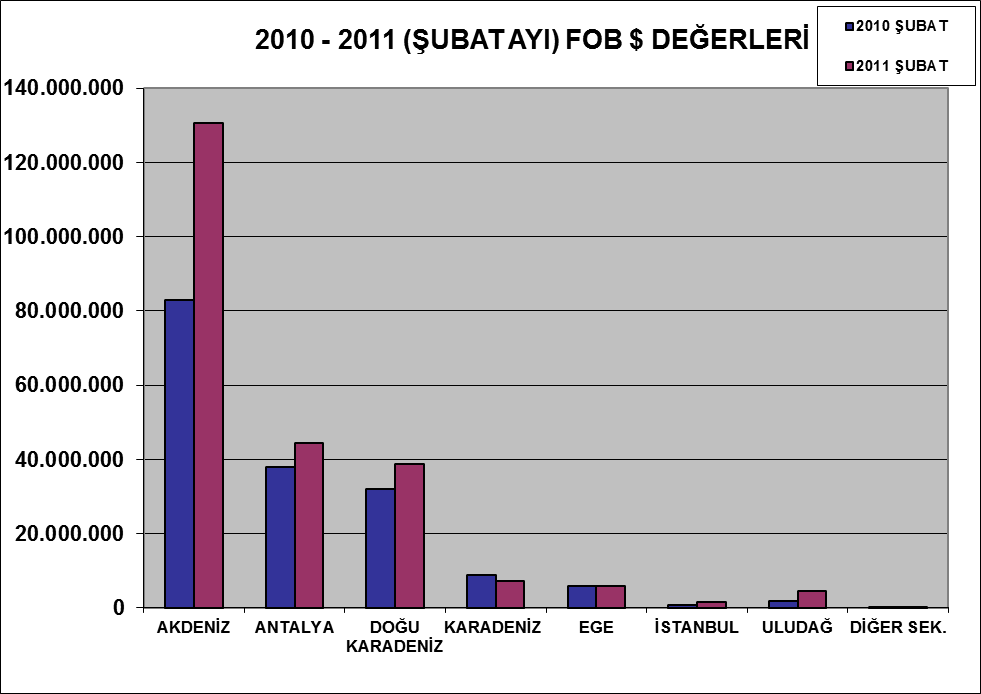 2010 - 2011 (ŞUBAT AYI) FOB $ DEĞERLERİ
2010 ŞUBAT
2011 ŞUBAT
140.000.000
120.000.000
100.000.000
80.000.000
60.000.000
40.000.000
20.000.000
0
AKDENİZ
ANTALYA
DOĞU
KARADENİZ
KARADENİZ
EGE
İSTANBUL
ULUDAĞ
DİĞER SEK.